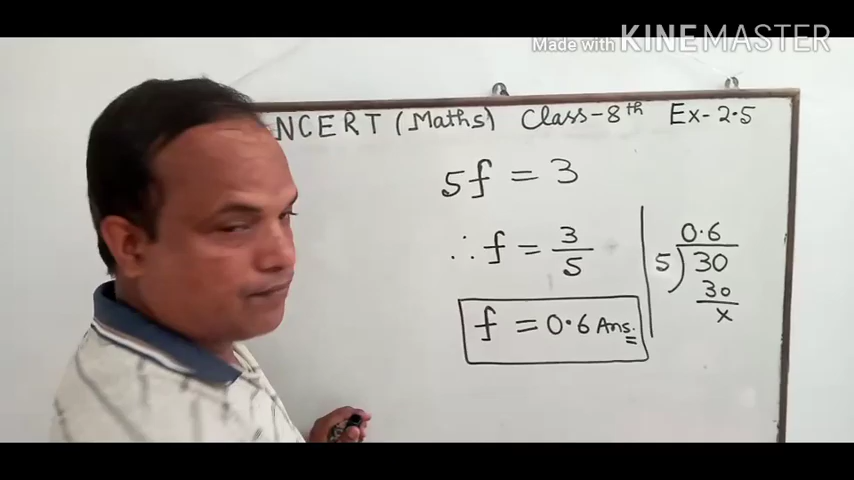 Made with KINEMASTER
NCERT (Maths) Class-8th Ex-2.5
5f = 3
∴ f = 3/5
f = 0.6 Ans.
0.6
5)30
30
x